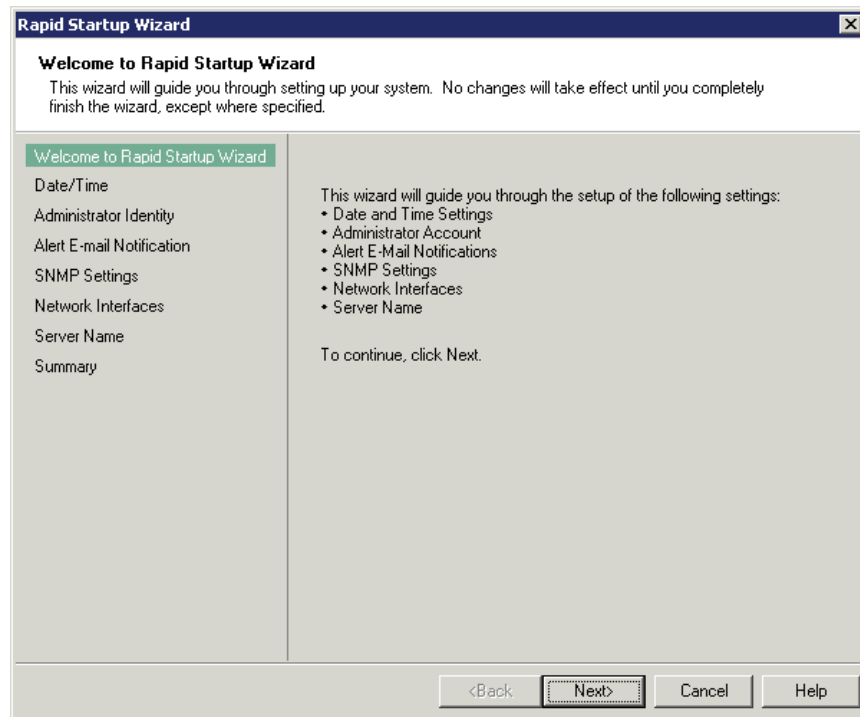 Rapid Startup Wizard
Welcome to Rapid Startup Wizard
This wizard will guide you through setting up your system.  No changes will take effect until you completely
finish the wizard, except where specified.
Welcome to Rapid Startup Wizard
Date/Time
Administrator Identity
Alert E-mail Notification
SNMP Settings
Network Interfaces
Server Name
Summary
This wizard will guide you through the setup of the following settings:
• Date and Time Settings
• Administrator Account
• Alert E-Mail Notifications
• SNMP Settings
• Network Interfaces
• Server Name
To continue, click Next.
<Back
Next>
Cancel
Help